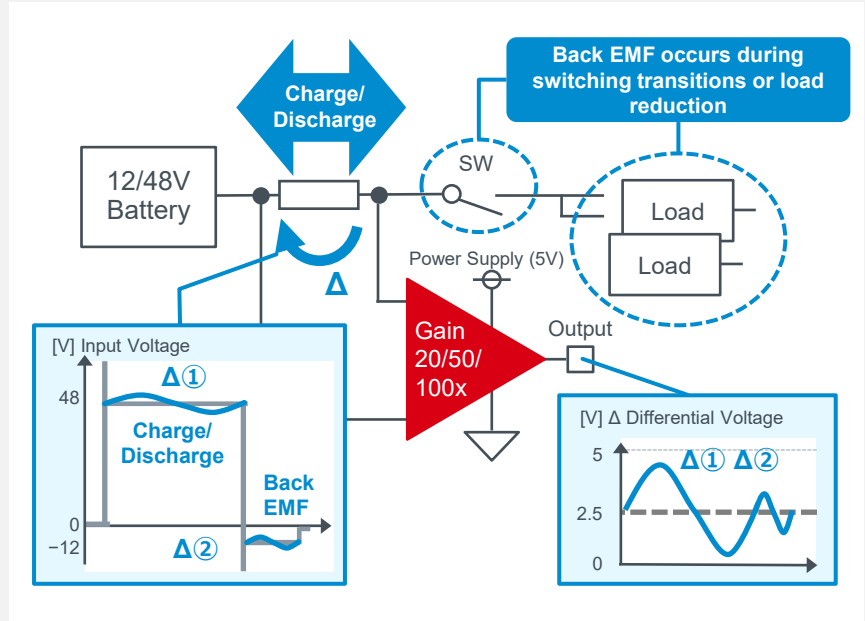 Back EMF occurs during
switching transitions or load
reduction
Charge/
Discharge
SW
12/48V
Battery
Load
Load
Δ
Power Supply (5V)
Gain
20/50/
100x
Output
[V] Input Voltage
Δ①
48
Charge/
Discharge
Back
EMF
0
−12
Δ②
[V] Δ Differential Voltage
5
Δ① Δ②
2.5
0